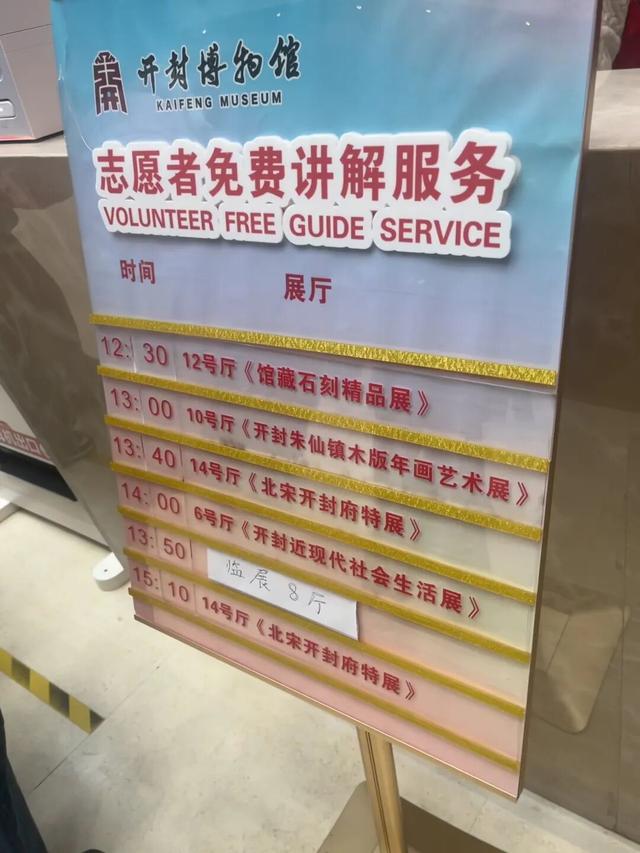 开封博物馆
KAIFENG MUSEUM
志愿者免费讲解服务
VOLUNTEER FREE GUIDE SERVICE
时间 展厅
12:30 12号厅《馆藏石刻精品展》
13:00 10号厅《开封朱仙镇木版年画艺术展》
13:40 14号厅《北宋开封府特展》
14:00 6号厅《开封近现代社会生活展》
13:50 临展 8厅
15:10 14号厅《北宋开封府特展》
机出口